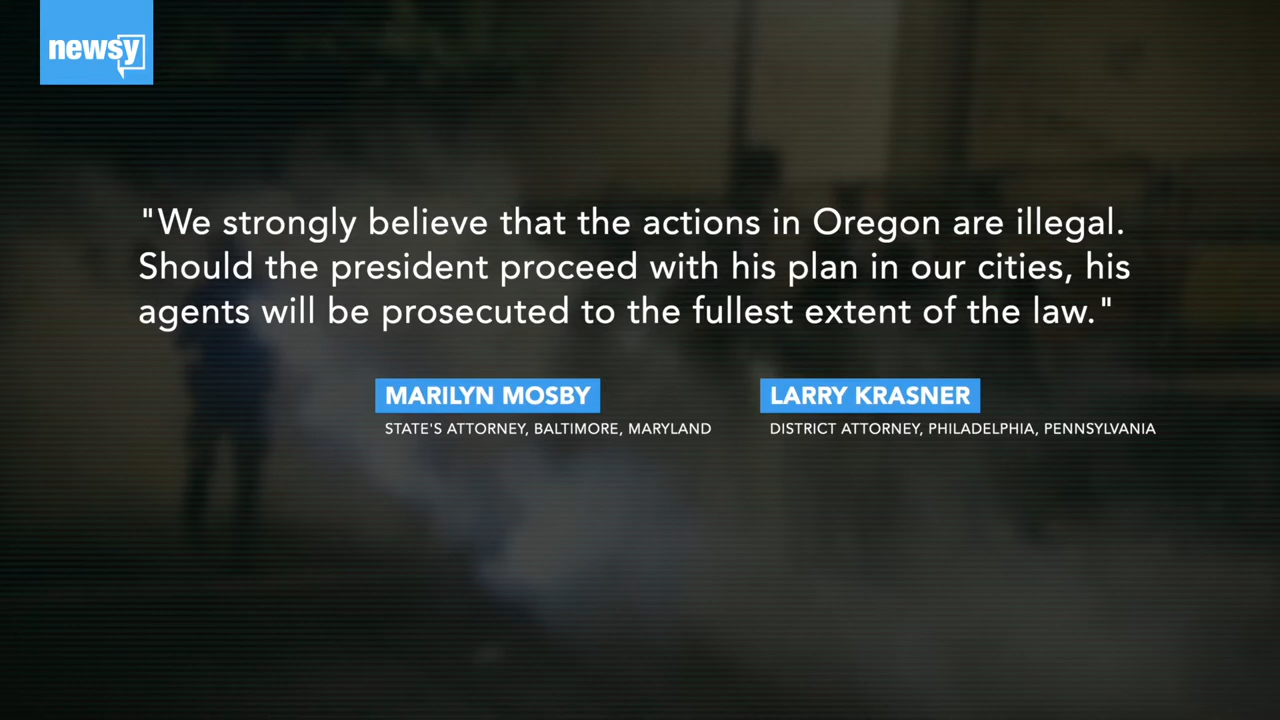 newsy
"We strongly believe that the actions in Oregon are illegal.
Should the president proceed with his plan in our cities, his
agents will be prosecuted to the fullest extent of the law."
MARILYN MOSBY
STATE'S ATTORNEY, BALTIMORE, MARYLAND
LARRY KRASNER
DISTRICT ATTORNEY, PHILADELPHIA, PENNSYLVANIA